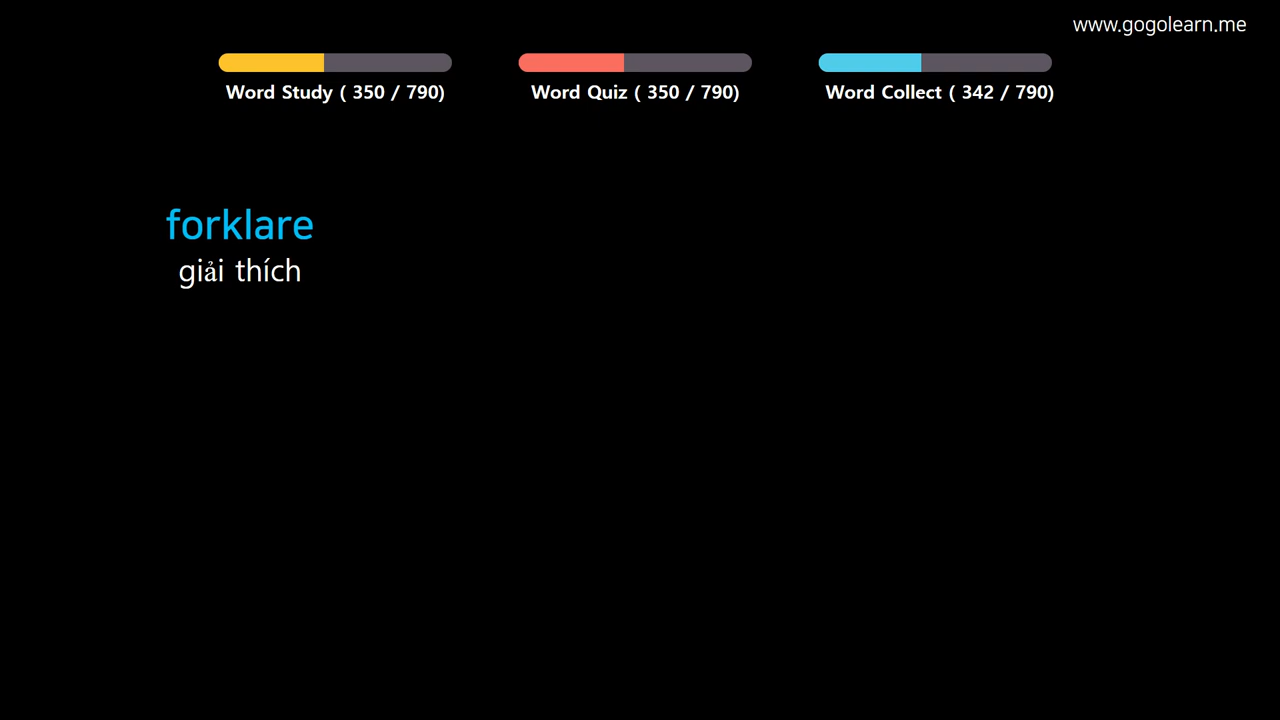 www.gogolearn.me
Word Study ( 350 / 790)
Word Quiz ( 350 / 790)
Word Collect ( 342 / 790)
forklare
giải thích